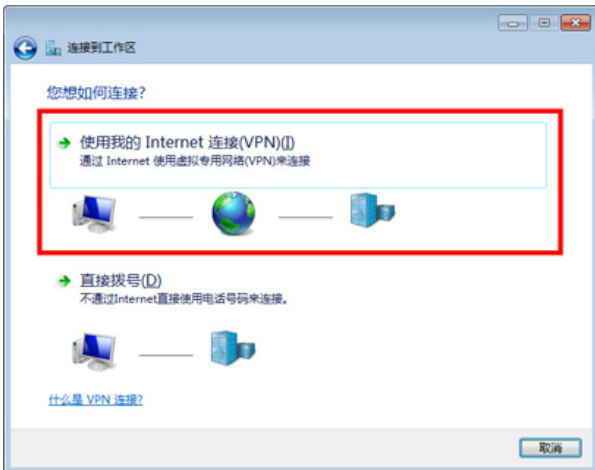 连接到工作区
您想如何连接?
使用我的 Internet 连接(VPN)(I)
通过 Internet 使用虚拟专用网络(VPN)来连接
直接拨号(D)
不通过Internet直接使用电话号码来连接。
什么是 VPN 连接?
取消